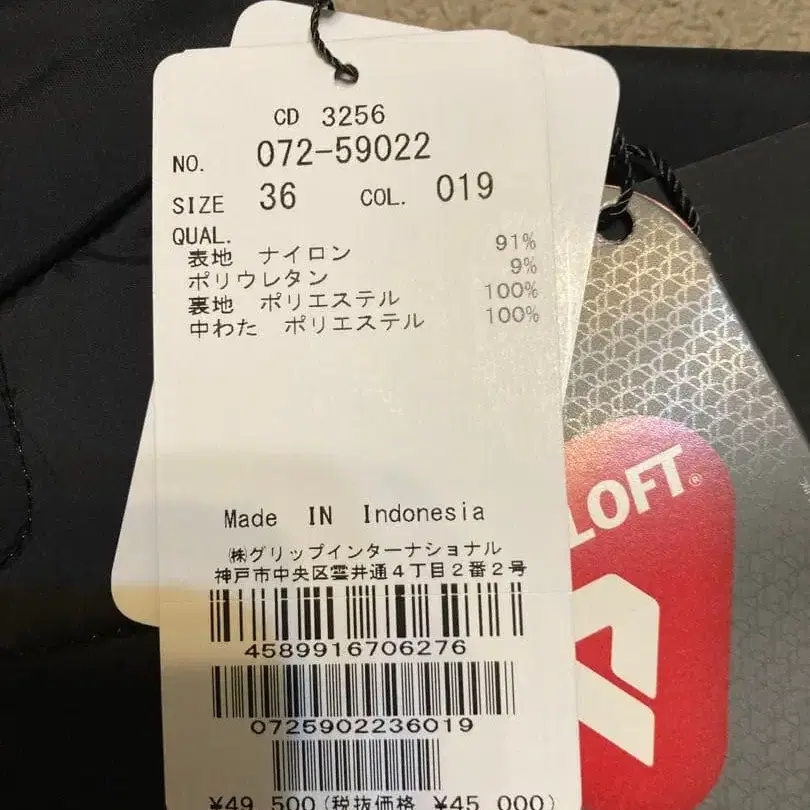 CD 3256
NO. 072-59022
SIZE 36 COL. 019
QUAL.
表地 ナイロン 91%
ポリウレタン 9%
裏地 ポリエステル 100%
中わた ポリエステル 100%
Made IN Indonesia
㈱グリップインターナショナル
神戸市中央区雲井通4丁目2番2号
4589916706276
0725902236019
¥49,500(税抜価格 ¥45,000)
LOFT®